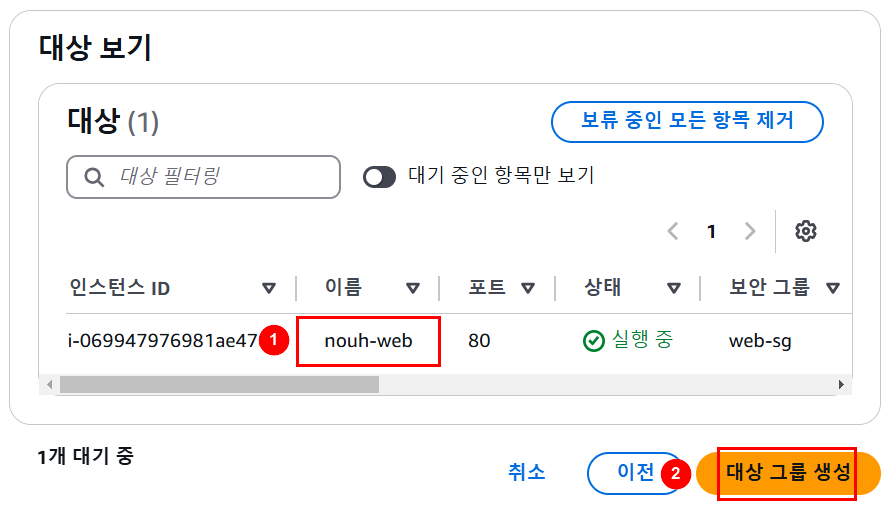 대상 보기
대상 (1)
보류 중인 모든 항목 제거
대상 필터링
대기 중인 항목만 보기
1
인스턴스 ID 이름 포트 상태 보안 그룹
i-069947976981ae47 1 nouh-web 80 실행 중 web-sg
1개 대기 중
취소 이전 2 대상 그룹 생성